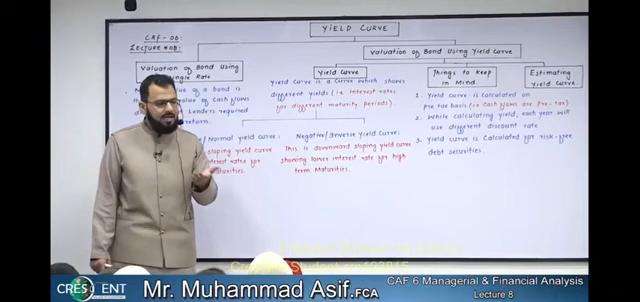 CAF-06
Lecture #08
YIELD CURVE
Valuation of Bond Using Yield Curve
Valuation of Bond Using
Single Rate
Yield Curve
Things to Keep
in Mind.
Estimating
Yield Curve
value of a bond is
value of cash flows
Lenders required
return.
Yield Curve is a Curve which shows
different yields (i.e. interest rates
for different maturity periods).
/ Normal yield curve:
sloping yield curve
interest rates for
Maturities.
Negative / Inverse Yield Curve:
This is downward sloping yield curve
showing lower interest rate for high
term Maturities.
1. Yield curve is Calculated on
Pre tax basis (ie Cash flows are Pre-tax)
2. While calculating yield, each year will
use different discount rate
3. Yield Curve is Calculated for risk-free
debt securities.
CRESCENT
Mr. Muhammad Asif.FCA
CAF 6 Managerial & Financial Analysis
Lecture 8